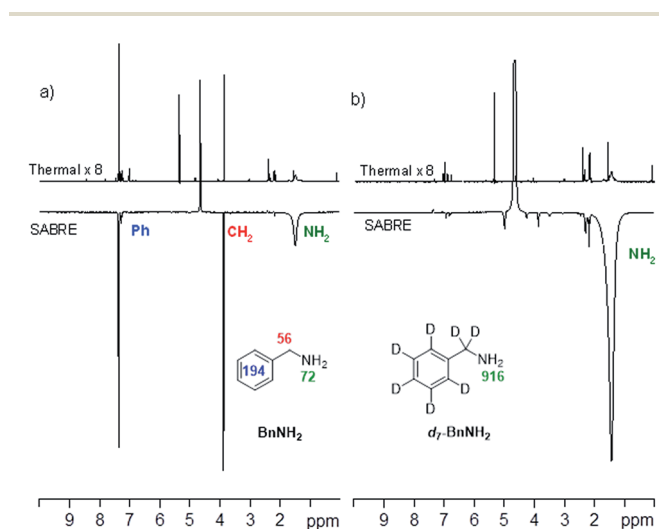 a)
b)
Thermal x 8
Thermal x 8
SABRE
Ph
CH2
NH2
SABRE
NH2
56
194
NH2
72
BnNH2
D D
D
D
NH2
916
D
D
D
d7-BnNH2
9 8 7 6 5 4 3 2 ppm
9 8 7 6 5 4 3 2 ppm